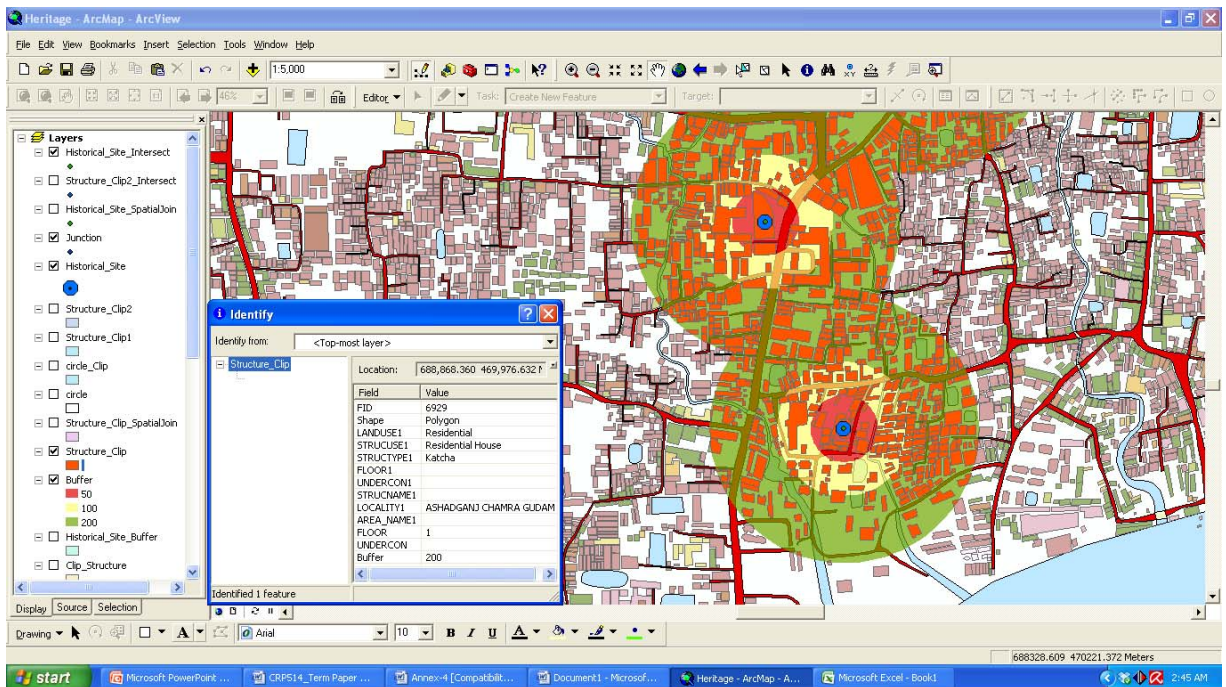 Heritage - ArcMap - ArcView
File Edit View Bookmarks Insert Selection Tools Window Help
1:5,000
46% Editor Task: Create New Feature Target:
Layers
Historical_Site_Intersect
Structure_Clip2_Intersect
Historical_Site_SpatialJoin
Junction
Historical_Site
Structure_Clip2
Structure_Clip1
circle_Clip
circle
Structure_Clip_SpatialJoin
Structure_Clip
Buffer
50
100
200
Historical_Site_Buffer
Clip_Structure
Display Source Selection
Identify
Identify from: <Top-most layer>
Structure_Clip
Location: 688,868.360 469,976.632 M
Field Value
FID 6929
Shape Polygon
LANDUSE1 Residential
STRUCUSE1 Residential House
STRUCTYPE1 Katcha
FLOOR1
UNDERCON1
STRUCNAME1
LOCALITY1 ASHADGANJ CHAMRA GUDAM
AREA_NAME1
FLOOR 1
UNDERCON
Buffer 200
Identified 1 feature
Drawing A Arial 10 B I U A
688328.609 470221.372 Meters
start Microsoft PowerPoint ... CRP514_Term Paper ... Annex-4 [Compatibilit... Document1 - Microsof... Heritage - ArcMap - A... Microsoft Excel - Book1 2:45 AM